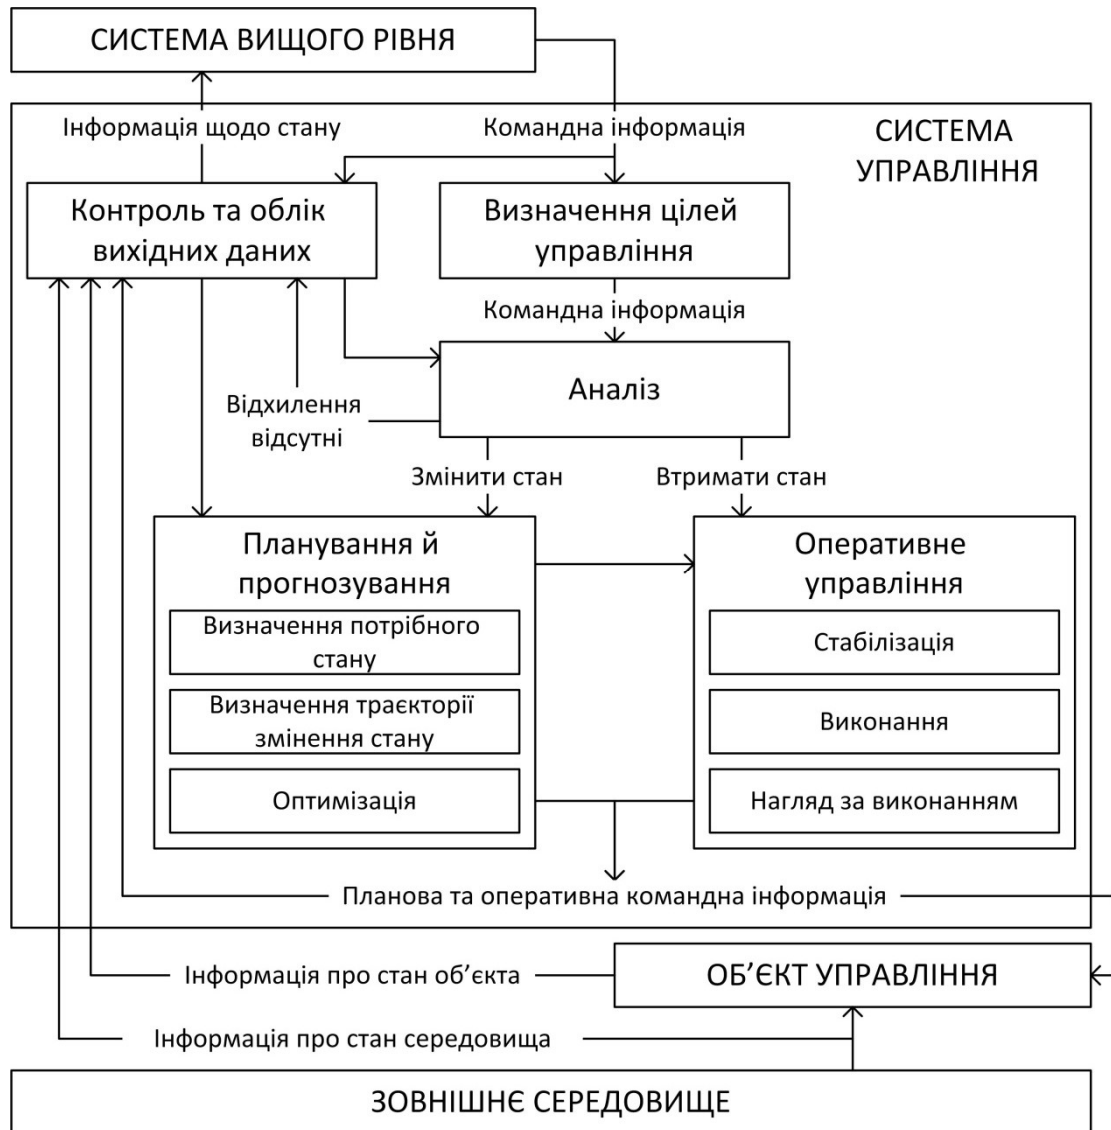 СИСТЕМА ВИЩОГО РІВНЯ
Інформація щодо стану
Командна інформація
СИСТЕМА
УПРАВЛІННЯ
Контроль та облік
вихідних даних
Визначення цілей
управління
Командна інформація
Аналіз
Відхилення
відсутні
Змінити стан
Втримати стан
Планування й
прогнозування
Визначення потрібного
стану
Визначення траєкторії
змінення стану
Оптимізація
Оперативне
управління
Стабілізація
Виконання
Нагляд за виконанням
Планова та оперативна командна інформація
Інформація про стан об’єкта
ОБ’ЄКТ УПРАВЛІННЯ
Інформація про стан середовища
ЗОВНІШНЄ СЕРЕДОВИЩЕ